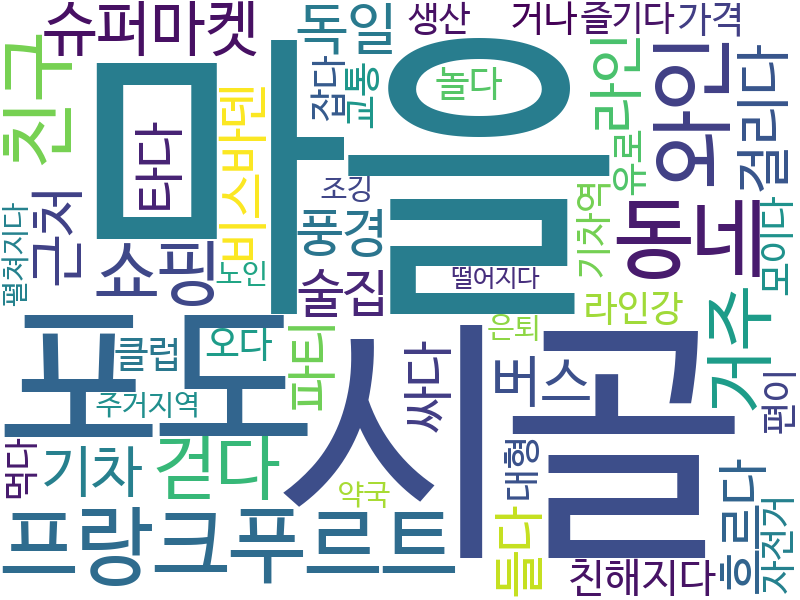 슈퍼마켓
독일
생산
거나
즐기다
가격
친구
마을
잡다
교통
놀다
라인
와인
걸리다
비스바덴
타다
유로
근처
조깅
기차역
동네
모이다
펼쳐지다
쇼핑
노인
풍경
술집
떨어지다
라인강
포도
시골
클럽
오다
파티
싸다
은퇴
버스
거주
편이
주거지역
먹다
기차
걷다
약국
대형
흐르다
자전거
프랑크푸르트
들다
친해지다